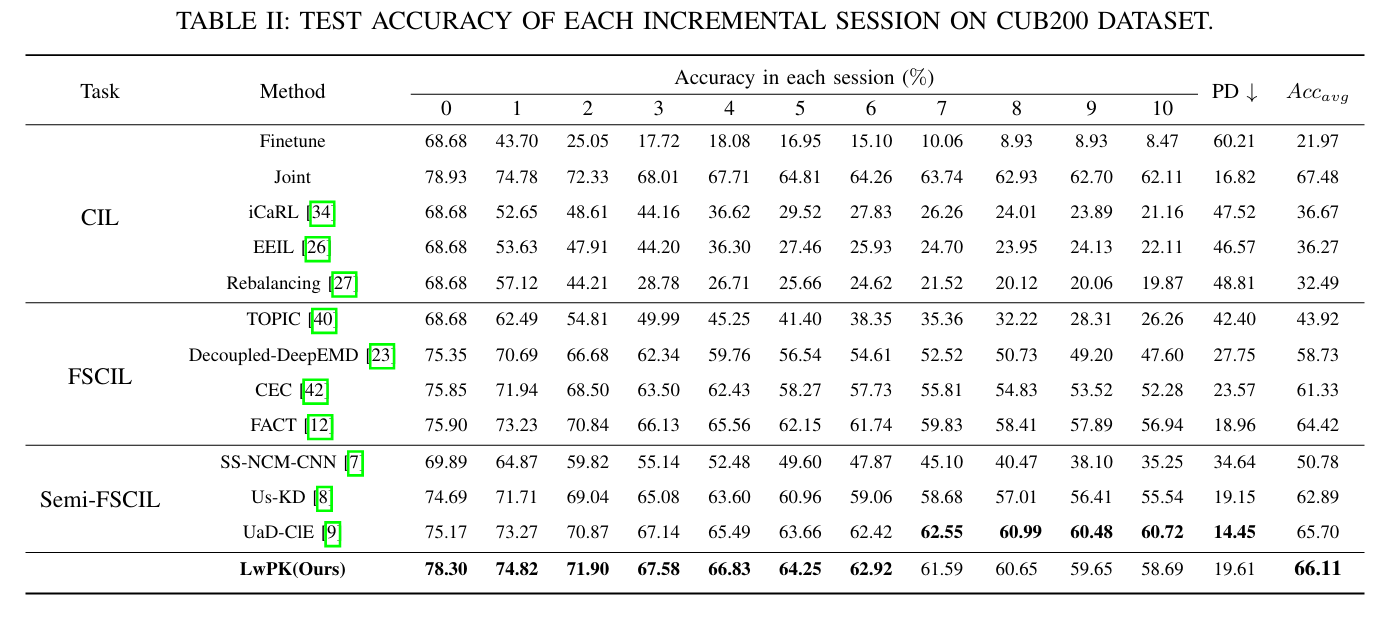 TABLE II: TEST ACCURACY OF EACH INCREMENTAL SESSION ON CUB200 DATASET.
Task Method Accuracy in each session (%) PD ↓ Acc_avg
0 1 2 3 4 5 6 7 8 9 10
CIL
Finetune 68.68 43.70 25.05 17.72 18.08 16.95 15.10 10.06 8.93 8.93 8.47 60.21 21.97
Joint 78.93 74.78 72.33 68.01 67.71 64.81 64.26 63.74 62.93 62.70 62.11 16.82 67.48
iCaRL [34] 68.68 52.65 48.61 44.16 36.62 29.52 27.83 26.26 24.01 23.89 21.16 47.52 36.67
EEIL [26] 68.68 53.63 47.91 44.20 36.30 27.46 25.93 24.70 23.95 24.13 22.11 46.57 36.27
Rebalancing [27] 68.68 57.12 44.21 28.78 26.71 25.66 24.62 21.52 20.12 20.06 19.87 48.81 32.49
FSCIL
TOPIC [40] 68.68 62.49 54.81 49.99 45.25 41.40 38.35 35.36 32.22 28.31 26.26 42.40 43.92
Decoupled-DeepEMD [23] 75.35 70.69 66.68 62.34 59.76 56.54 54.61 52.52 50.73 49.20 47.60 27.75 58.73
CEC [42] 75.85 71.94 68.50 63.50 62.43 58.27 57.73 55.81 54.83 53.52 52.28 23.57 61.33
FACT [12] 75.90 73.23 70.84 66.13 65.56 62.15 61.74 59.83 58.41 57.89 56.94 18.96 64.42
Semi-FSCIL
SS-NCM-CNN [7] 69.89 64.87 59.82 55.14 52.48 49.60 47.87 45.10 40.47 38.10 35.25 34.64 50.78
Us-KD [8] 74.69 71.71 69.04 65.08 63.60 60.96 59.06 58.68 57.01 56.41 55.54 19.15 62.89
UaD-ClE [9] 75.17 73.27 70.87 67.14 65.49 63.66 62.42 62.55 60.99 60.48 60.72 14.45 65.70
LwPK(Ours) 78.30 74.82 71.90 67.58 66.83 64.25 62.92 61.59 60.65 59.65 58.69 19.61 66.11